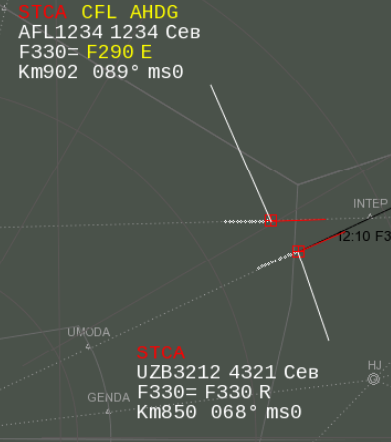 STCA CFL AHDG
AFL1234 1234 Сев
F330= F290 E
Km902 089° ms0
INTEP
12:10 F3
UMODA
STCA
UZB3212 4321 Сев
F330= F330 R
Km850 068° ms0
HJ
GENDA